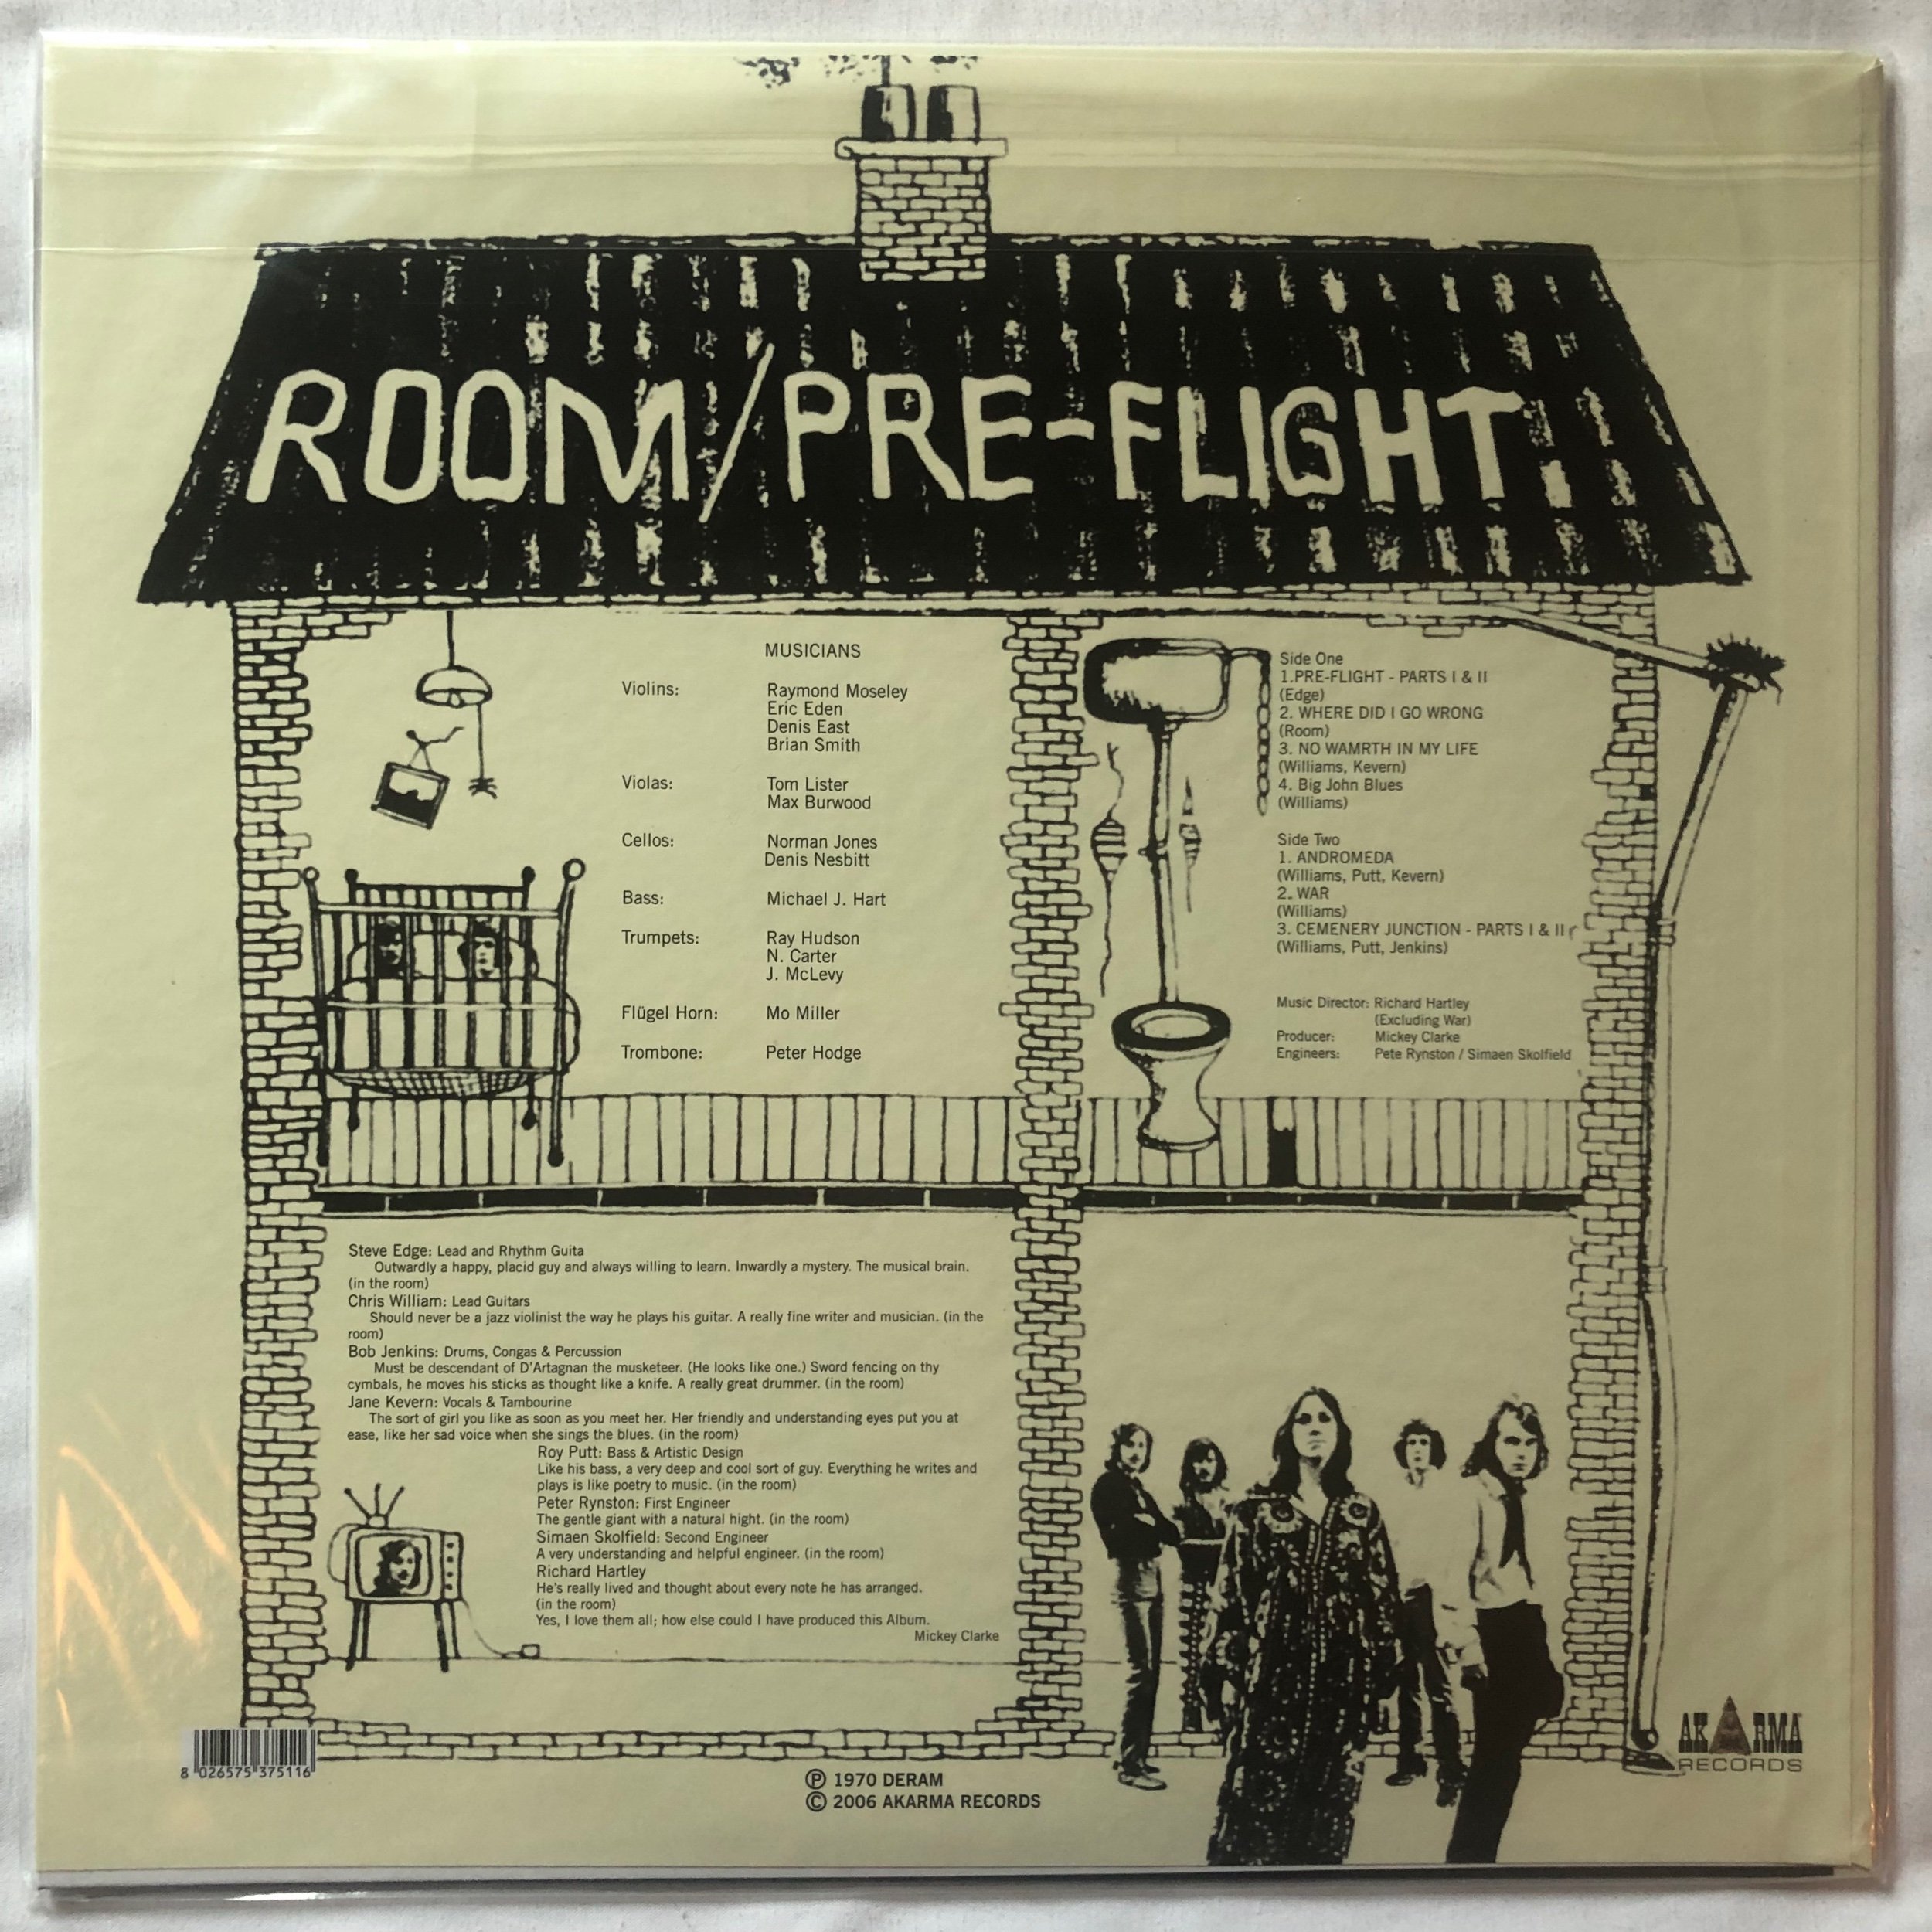 ROOM/PRE-FLIGHT
MUSICIANS
Violins: Raymond Moseley
Eric Eden
Denis East
Brian Smith
Violas: Tom Lister
Max Burwood
Cellos: Norman Jones
Denis Nesbitt
Bass: Michael J. Hart
Trumpets: Ray Hudson
N. Carter
J. McLevy
Flügel Horn: Mo Miller
Trombone: Peter Hodge
Side One
1.PRE-FLIGHT - PARTS I & II
(Edge)
2. WHERE DID I GO WRONG
(Room)
3. NO WAMRTH IN MY LIFE
(Williams, Kevern)
4. Big John Blues
(Williams)
Side Two
1. ANDROMEDA
(Williams, Putt, Kevern)
2. WAR
(Williams)
3. CEMENERY JUNCTION - PARTS I & II
(Williams, Putt, Jenkins)
Music Director: Richard Hartley
(Excluding War)
Producer: Mickey Clarke
Engineers: Pete Rynston / Simaen Skolfield
Steve Edge: Lead and Rhythm Guita
Outwardly a happy, placid guy and always willing to learn. Inwardly a mystery. The musical brain.
(in the room)
Chris William: Lead Guitars
Should never be a jazz violinist the way he plays his guitar. A really fine writer and musician. (in the
room)
Bob Jenkins: Drums, Congas & Percussion
Must be descendant of D'Artagnan the musketeer. (He looks like one.) Sword fencing on thy
cymbals, he moves his sticks as thought like a knife. A really great drummer. (in the room)
Jane Kevern: Vocals & Tambourine
The sort of girl you like as soon as you meet her. Her friendly and understanding eyes put you at
ease, like her sad voice when she sings the blues. (in the room)
Roy Putt: Bass & Artistic Design
Like his bass, a very deep and cool sort of guy. Everything he writes and
plays is like poetry to music. (in the room)
Peter Rynston: First Engineer
The gentle giant with a natural hight. (in the room)
Simaen Skolfield: Second Engineer
A very understanding and helpful engineer. (in the room)
Richard Hartley
He's really lived and thought about every note he has arranged.
(in the room)
Yes, I love them all; how else could I have produced this Album.
Mickey Clarke
8 026575 375116
℗ 1970 DERAM
© 2006 AKARMA RECORDS
AKARMA
RECORDS